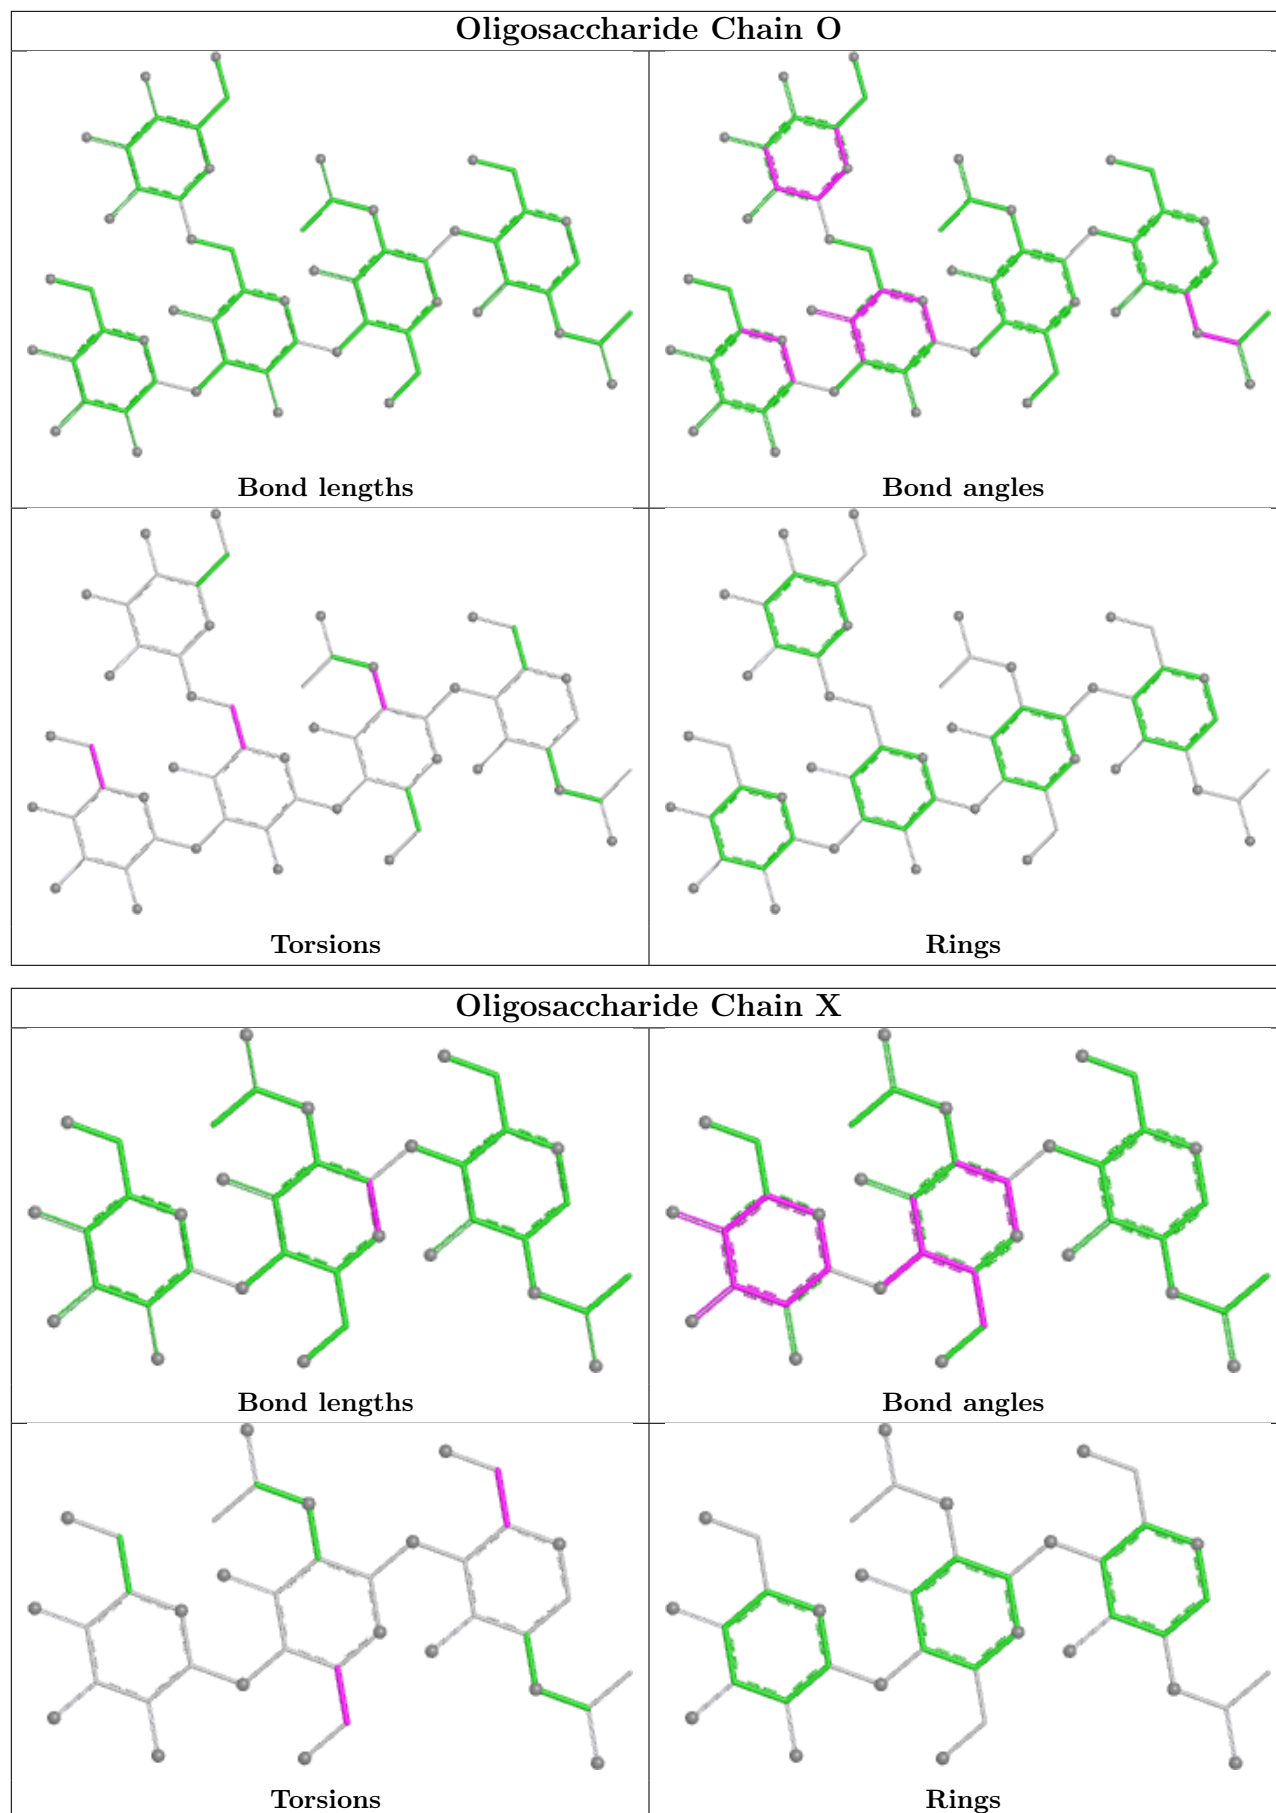 Oligosaccharide Chain O
Bond lengths
Bond angles
Torsions
Rings
Oligosaccharide Chain X
Bond lengths
Bond angles
Torsions
Rings